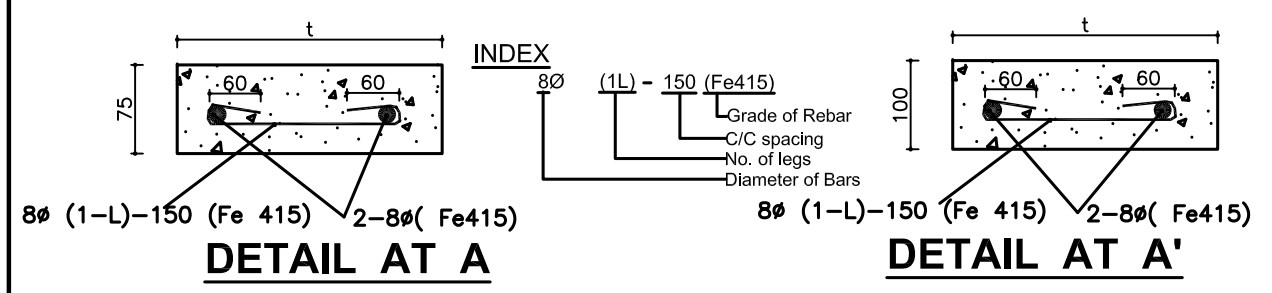 t
60
60
75
8ø (1-L)-150 (Fe 415)
2-8ø( Fe415)
DETAIL AT A
INDEX
8Ø (1L) - 150 (Fe415)
Grade of Rebar
C/C spacing
No. of legs
Diameter of Bars
t
60
60
100
8ø (1-L)-150 (Fe 415)
2-8ø( Fe415)
DETAIL AT A'